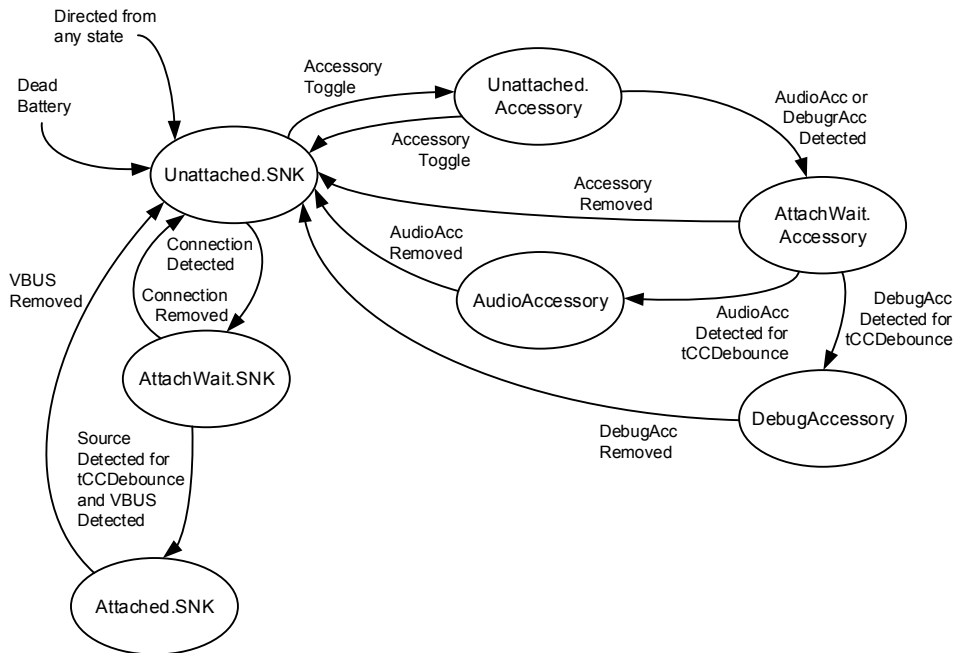 Directed from
any state
Dead
Battery
Accessory
Toggle
Unattached.
Accessory
AudioAcc or
DebugrAcc
Detected
Accessory
Toggle
Unattached.SNK
Accessory
Removed
AttachWait.
Accessory
Connection
Detected
AudioAcc
Removed
VBUS
Removed
Connection
Removed
AudioAccessory
AudioAcc
Detected for
tCCDebounce
DebugAcc
Detected for
tCCDebounce
AttachWait.SNK
DebugAccessory
DebugAcc
Removed
Source
Detected for
tCCDebounce
and VBUS
Detected
Attached.SNK